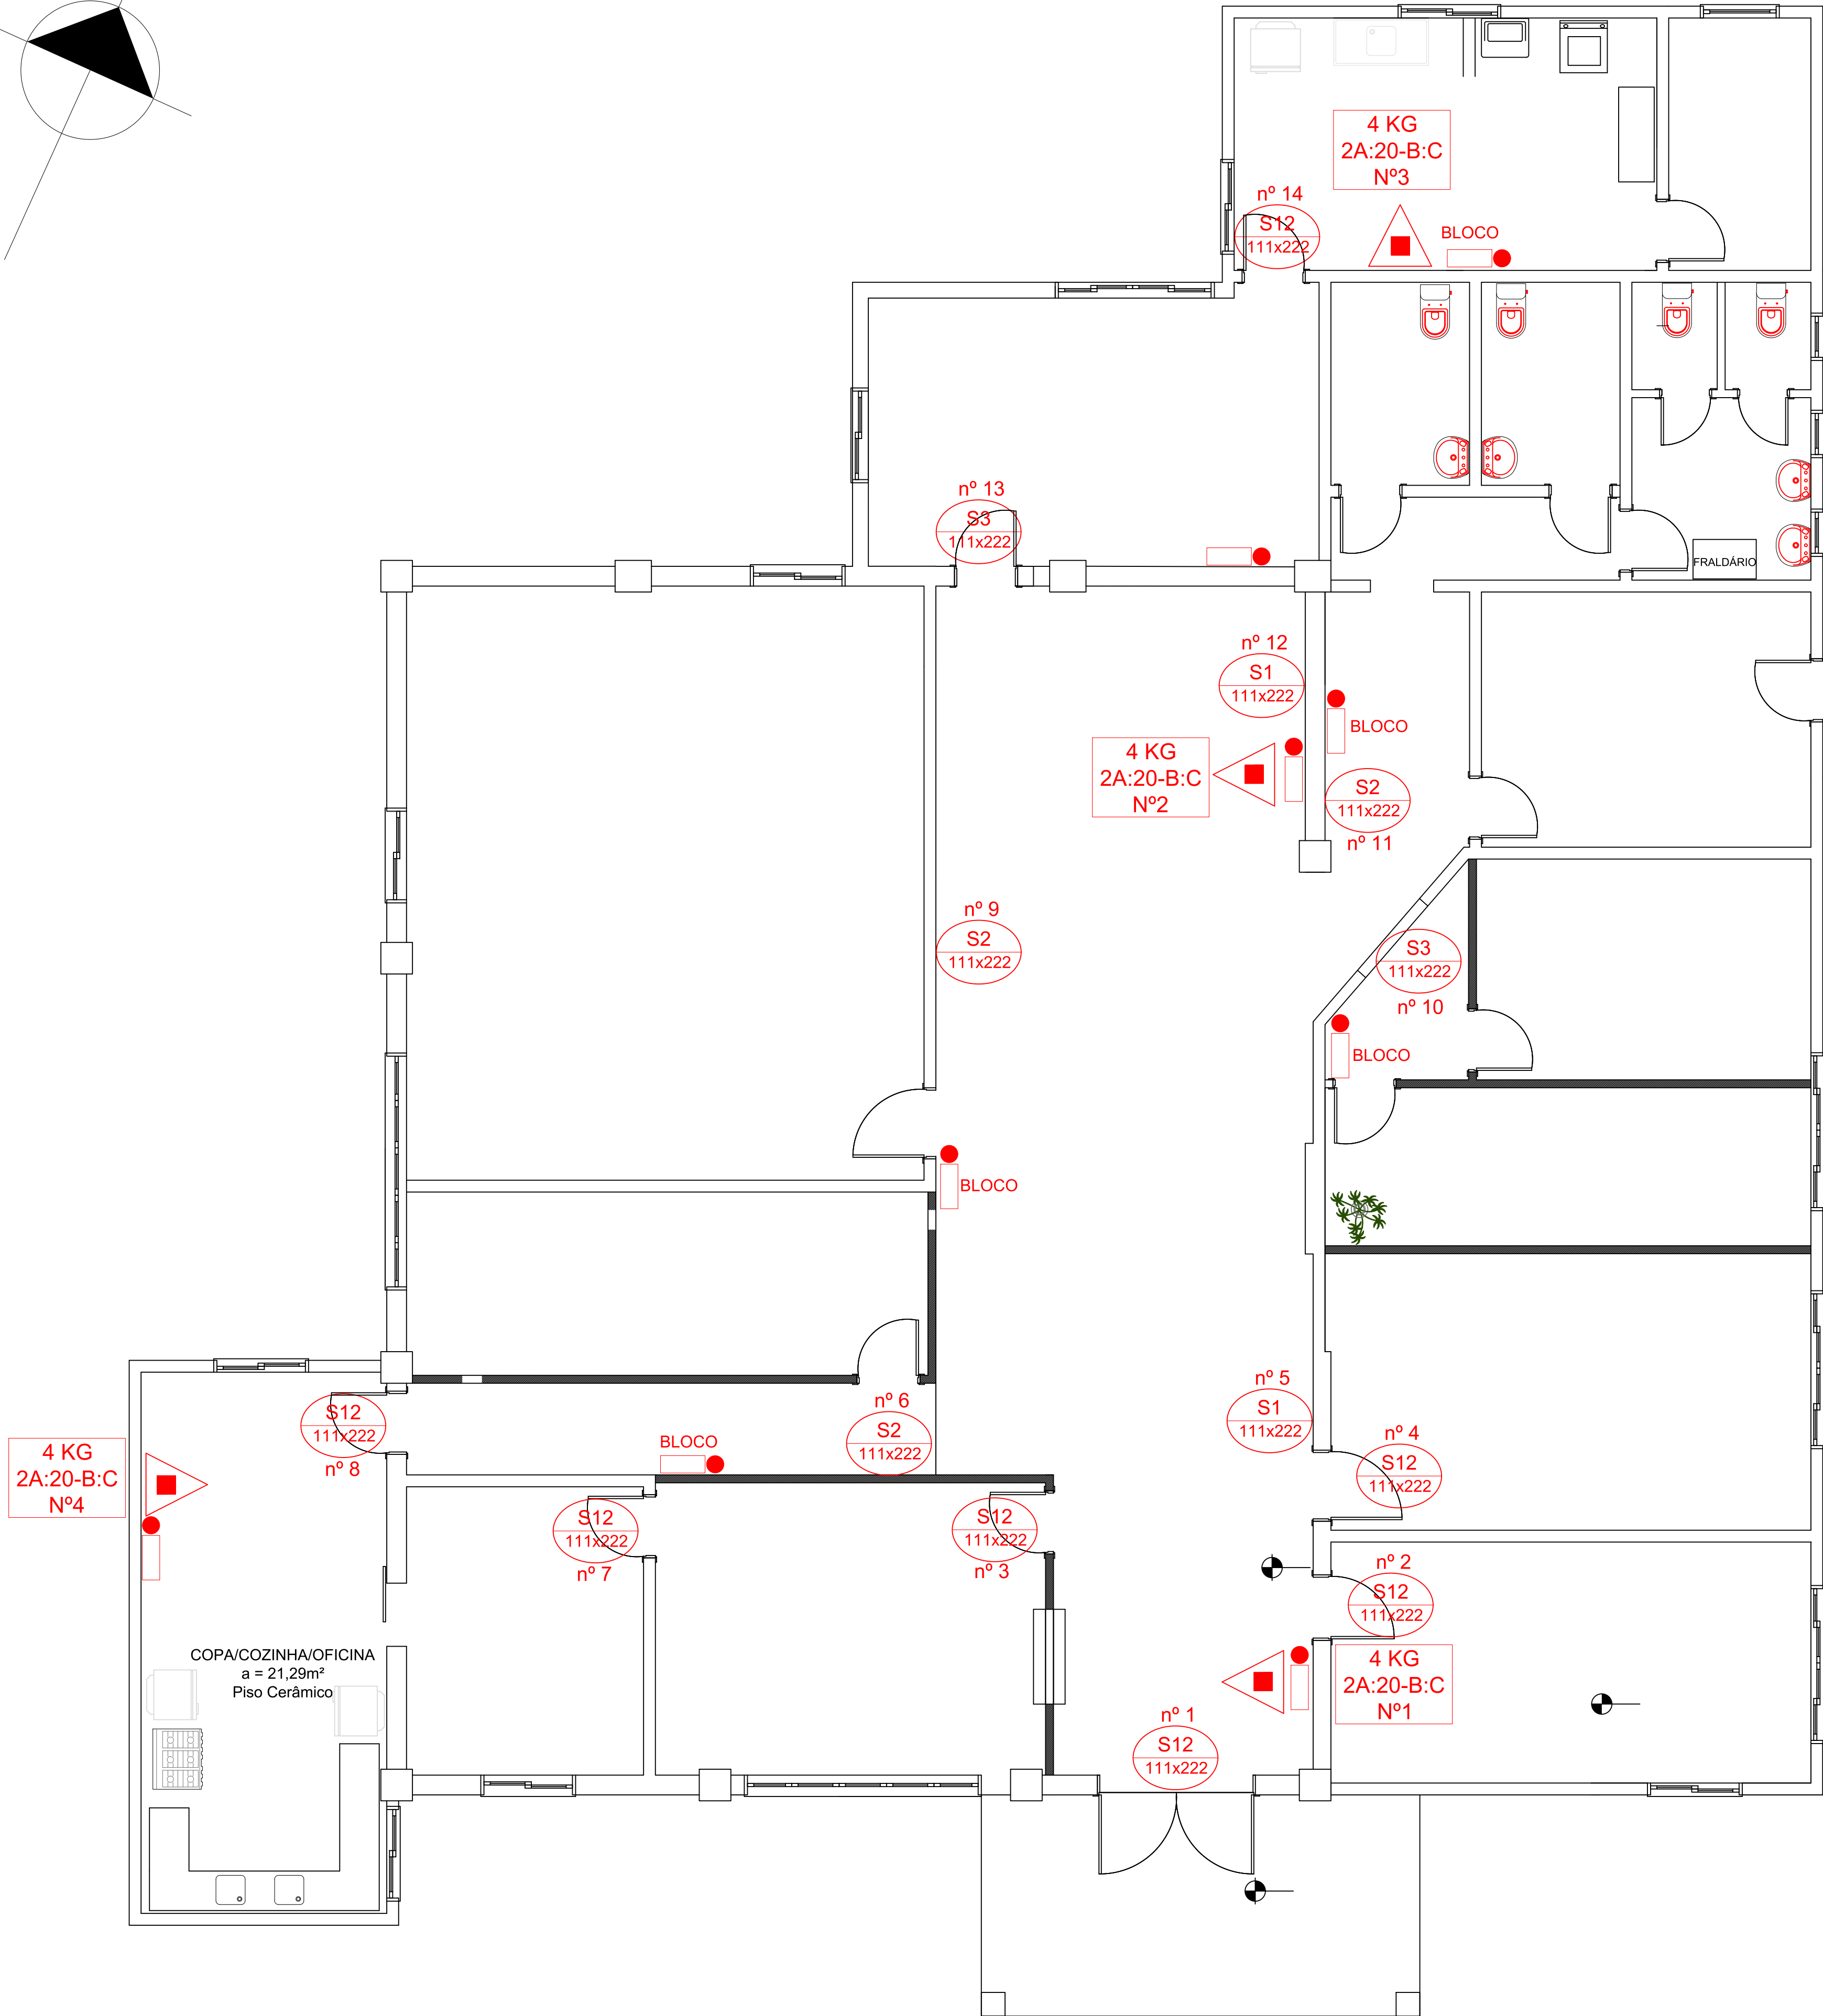 4 KG
2A:20-B:C
Nº3
nº 14
S12
111x222
BLOCO
nº 13
S3
111x222
FRALDÁRIO
nº 12
S1
111x222
BLOCO
4 KG
2A:20-B:C
Nº2
S2
111x222
nº 11
nº 9
S2
111x222
S3
111x222
nº 10
BLOCO
BLOCO
nº 5
S1
111x222
nº 6
S2
111x222
S12
111x222
nº 8
BLOCO
nº 4
S12
111x222
4 KG
2A:20-B:C
Nº4
S12
111x222
nº 7
S12
111x222
nº 3
nº 2
S12
111x222
COPA/COZINHA/OFICINA
a = 21,29m²
Piso Cerâmico
4 KG
2A:20-B:C
Nº1
nº 1
S12
111x222